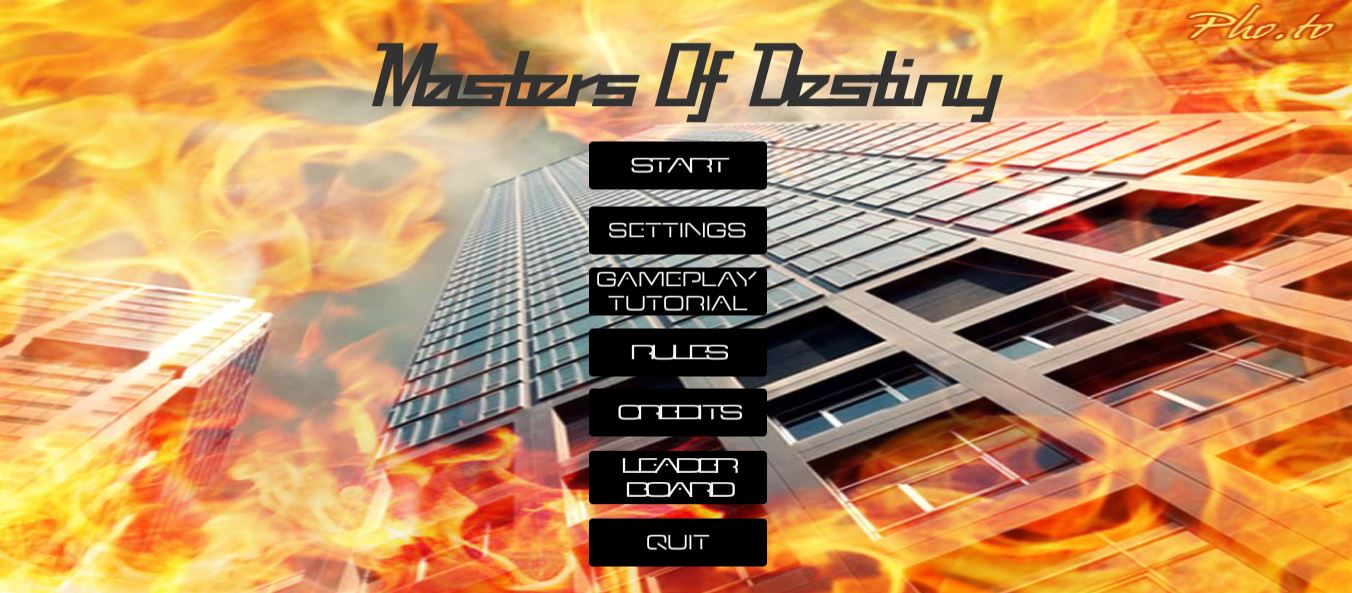 Pho.to
Masters Of Destiny
START
SETTINGS
GAMEPLAY
TUTORIAL
RULES
CREDITS
LEADER
BOARD
QUIT